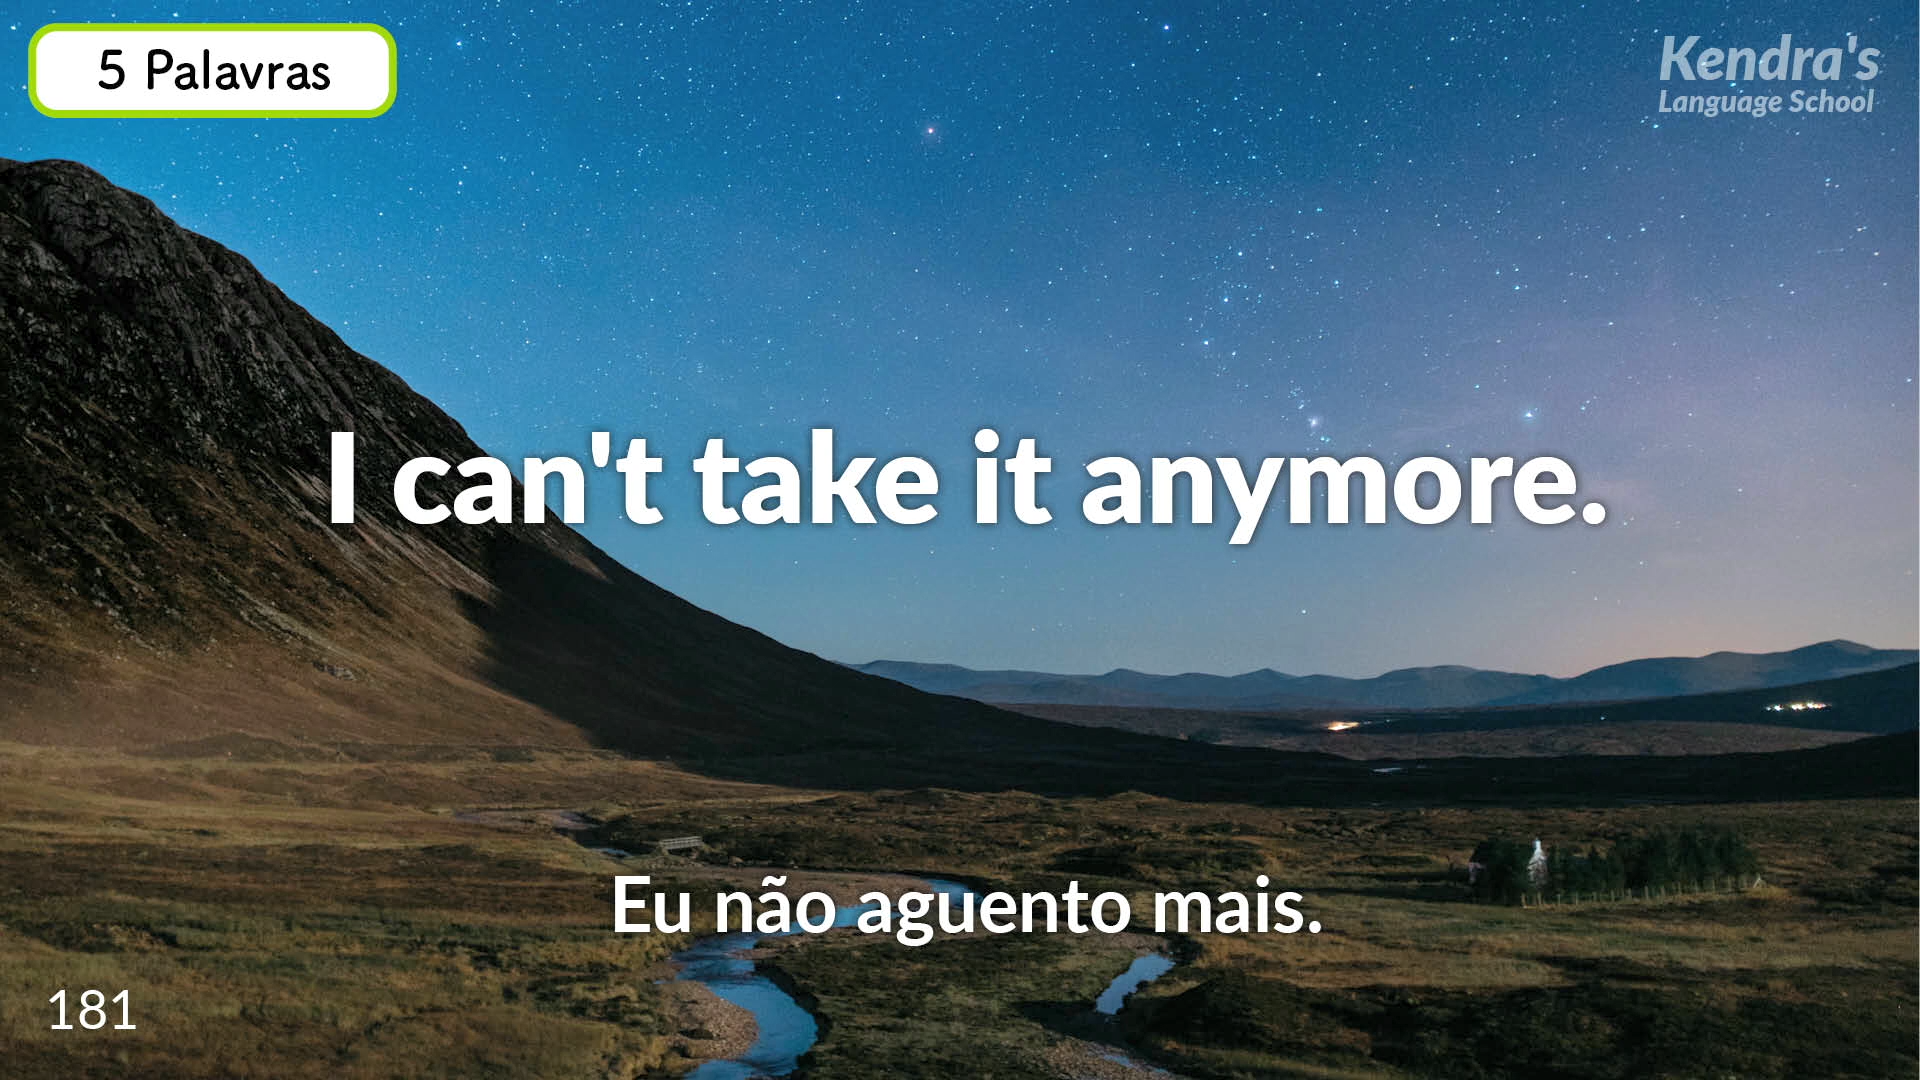 5 Palavras
Kendra's
Language School
I can't take it anymore.
Eu não aguento mais.
181